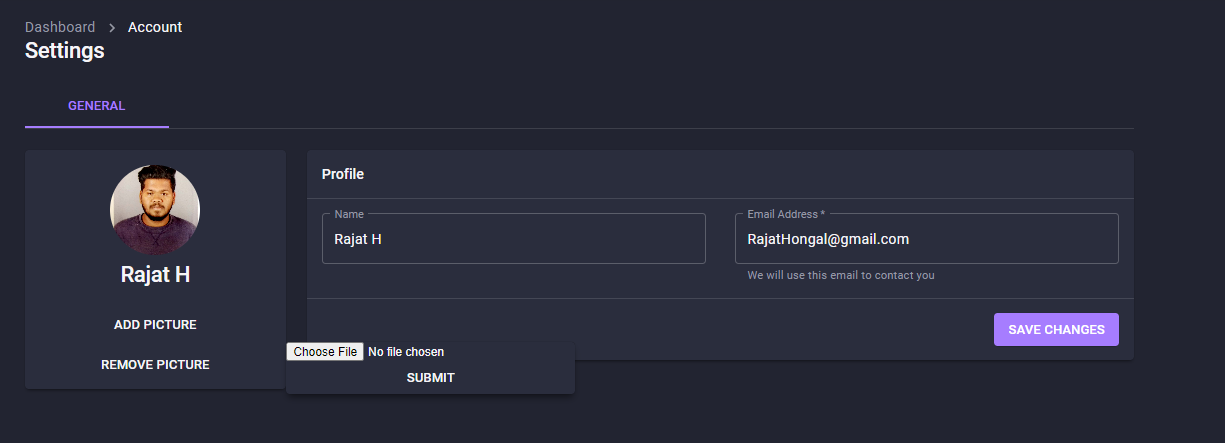 Dashboard > Account
Settings
GENERAL
Rajat H
ADD PICTURE
REMOVE PICTURE
Profile
Name
Rajat H
Email Address *
RajatHongal@gmail.com
We will use this email to contact you
SAVE CHANGES
Choose File No file chosen
SUBMIT